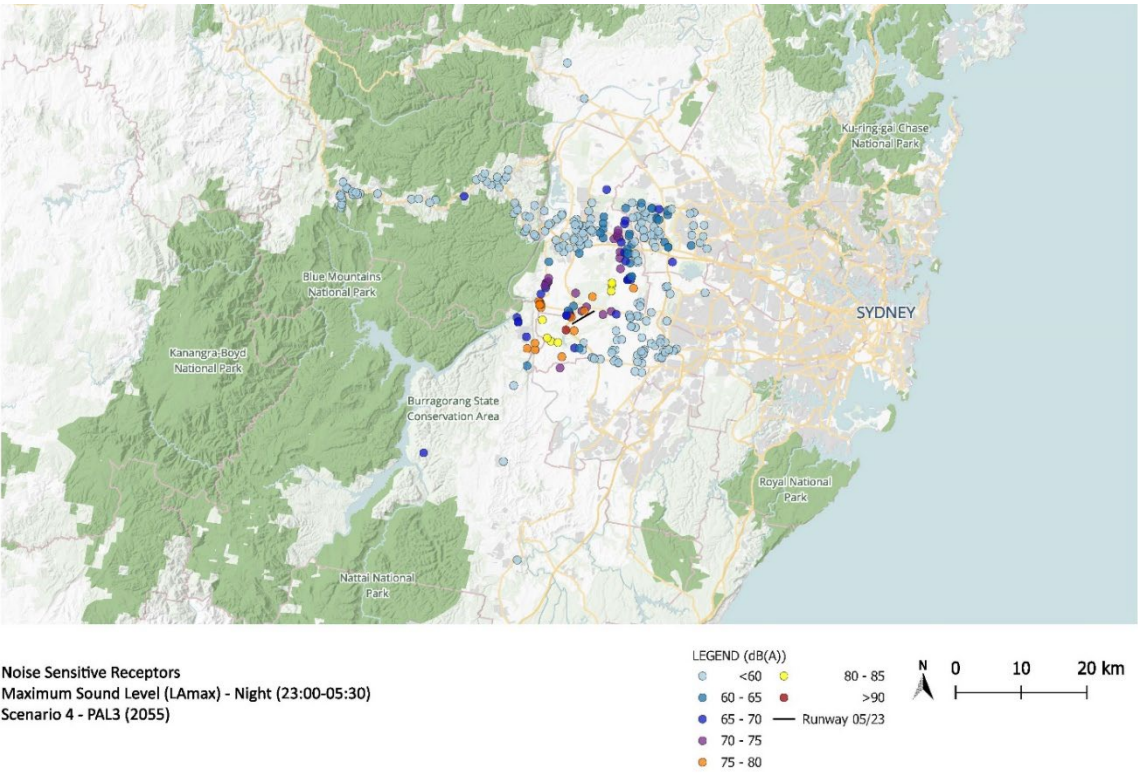 Ku-ring-gai Chase
National Park
Blue Mountains
National Park
SYDNEY
Kanangra-Boyd
National Park
Burragorang State
Conservation Area
Royal National
Park
Nattai National
Park
Noise Sensitive Receptors
Maximum Sound Level (LAmax) - Night (23:00-05:30)
Scenario 4 - PAL3 (2055)
LEGEND (dB(A))
<60
80 - 85
60 - 65
>90
65 - 70
Runway 05/23
70 - 75
75 - 80
N
0 10 20 km